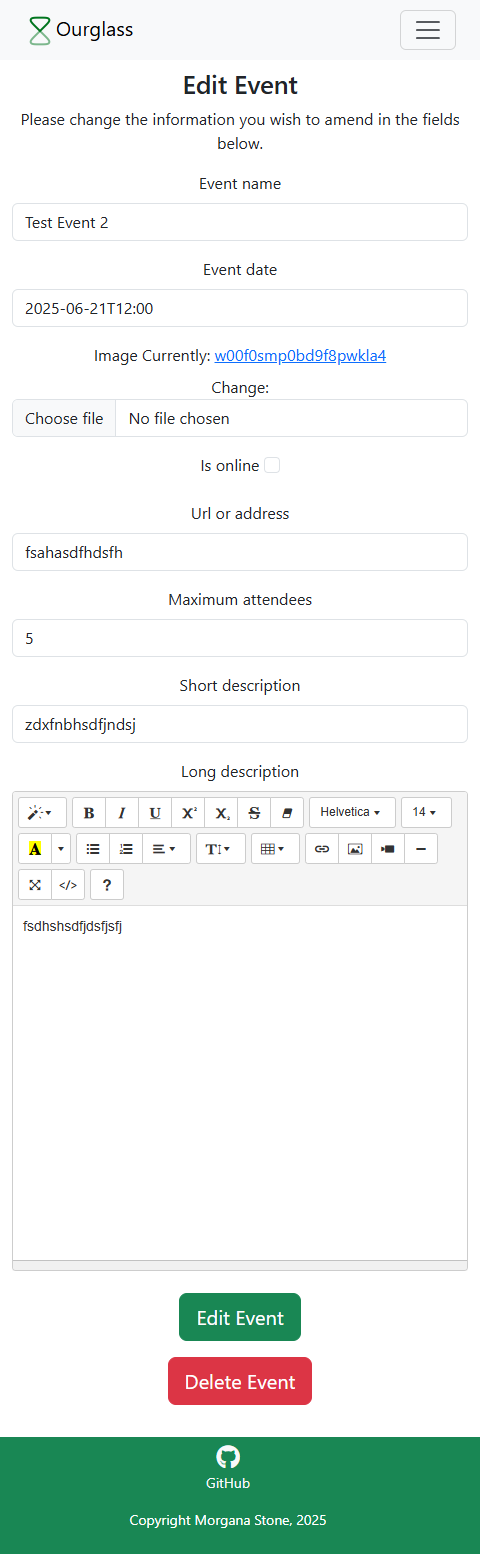 Ourglass
Edit Event
Please change the information you wish to amend in the fields
below.
Event name
Test Event 2
Event date
2025-06-21T12:00
Image Currently: w00f0smp0bd9f8pwkla4
Change:
Choose file No file chosen
Is online
Url or address
fsahasdfhdsfh
Maximum attendees
5
Short description
zdxfnbhsdfjndsj
Long description
B I U X² X₂ S Helvetica 14
A T
</> ?
fsdhshsdfjdsfjsfj
Edit Event
Delete Event
GitHub
Copyright Morgana Stone, 2025